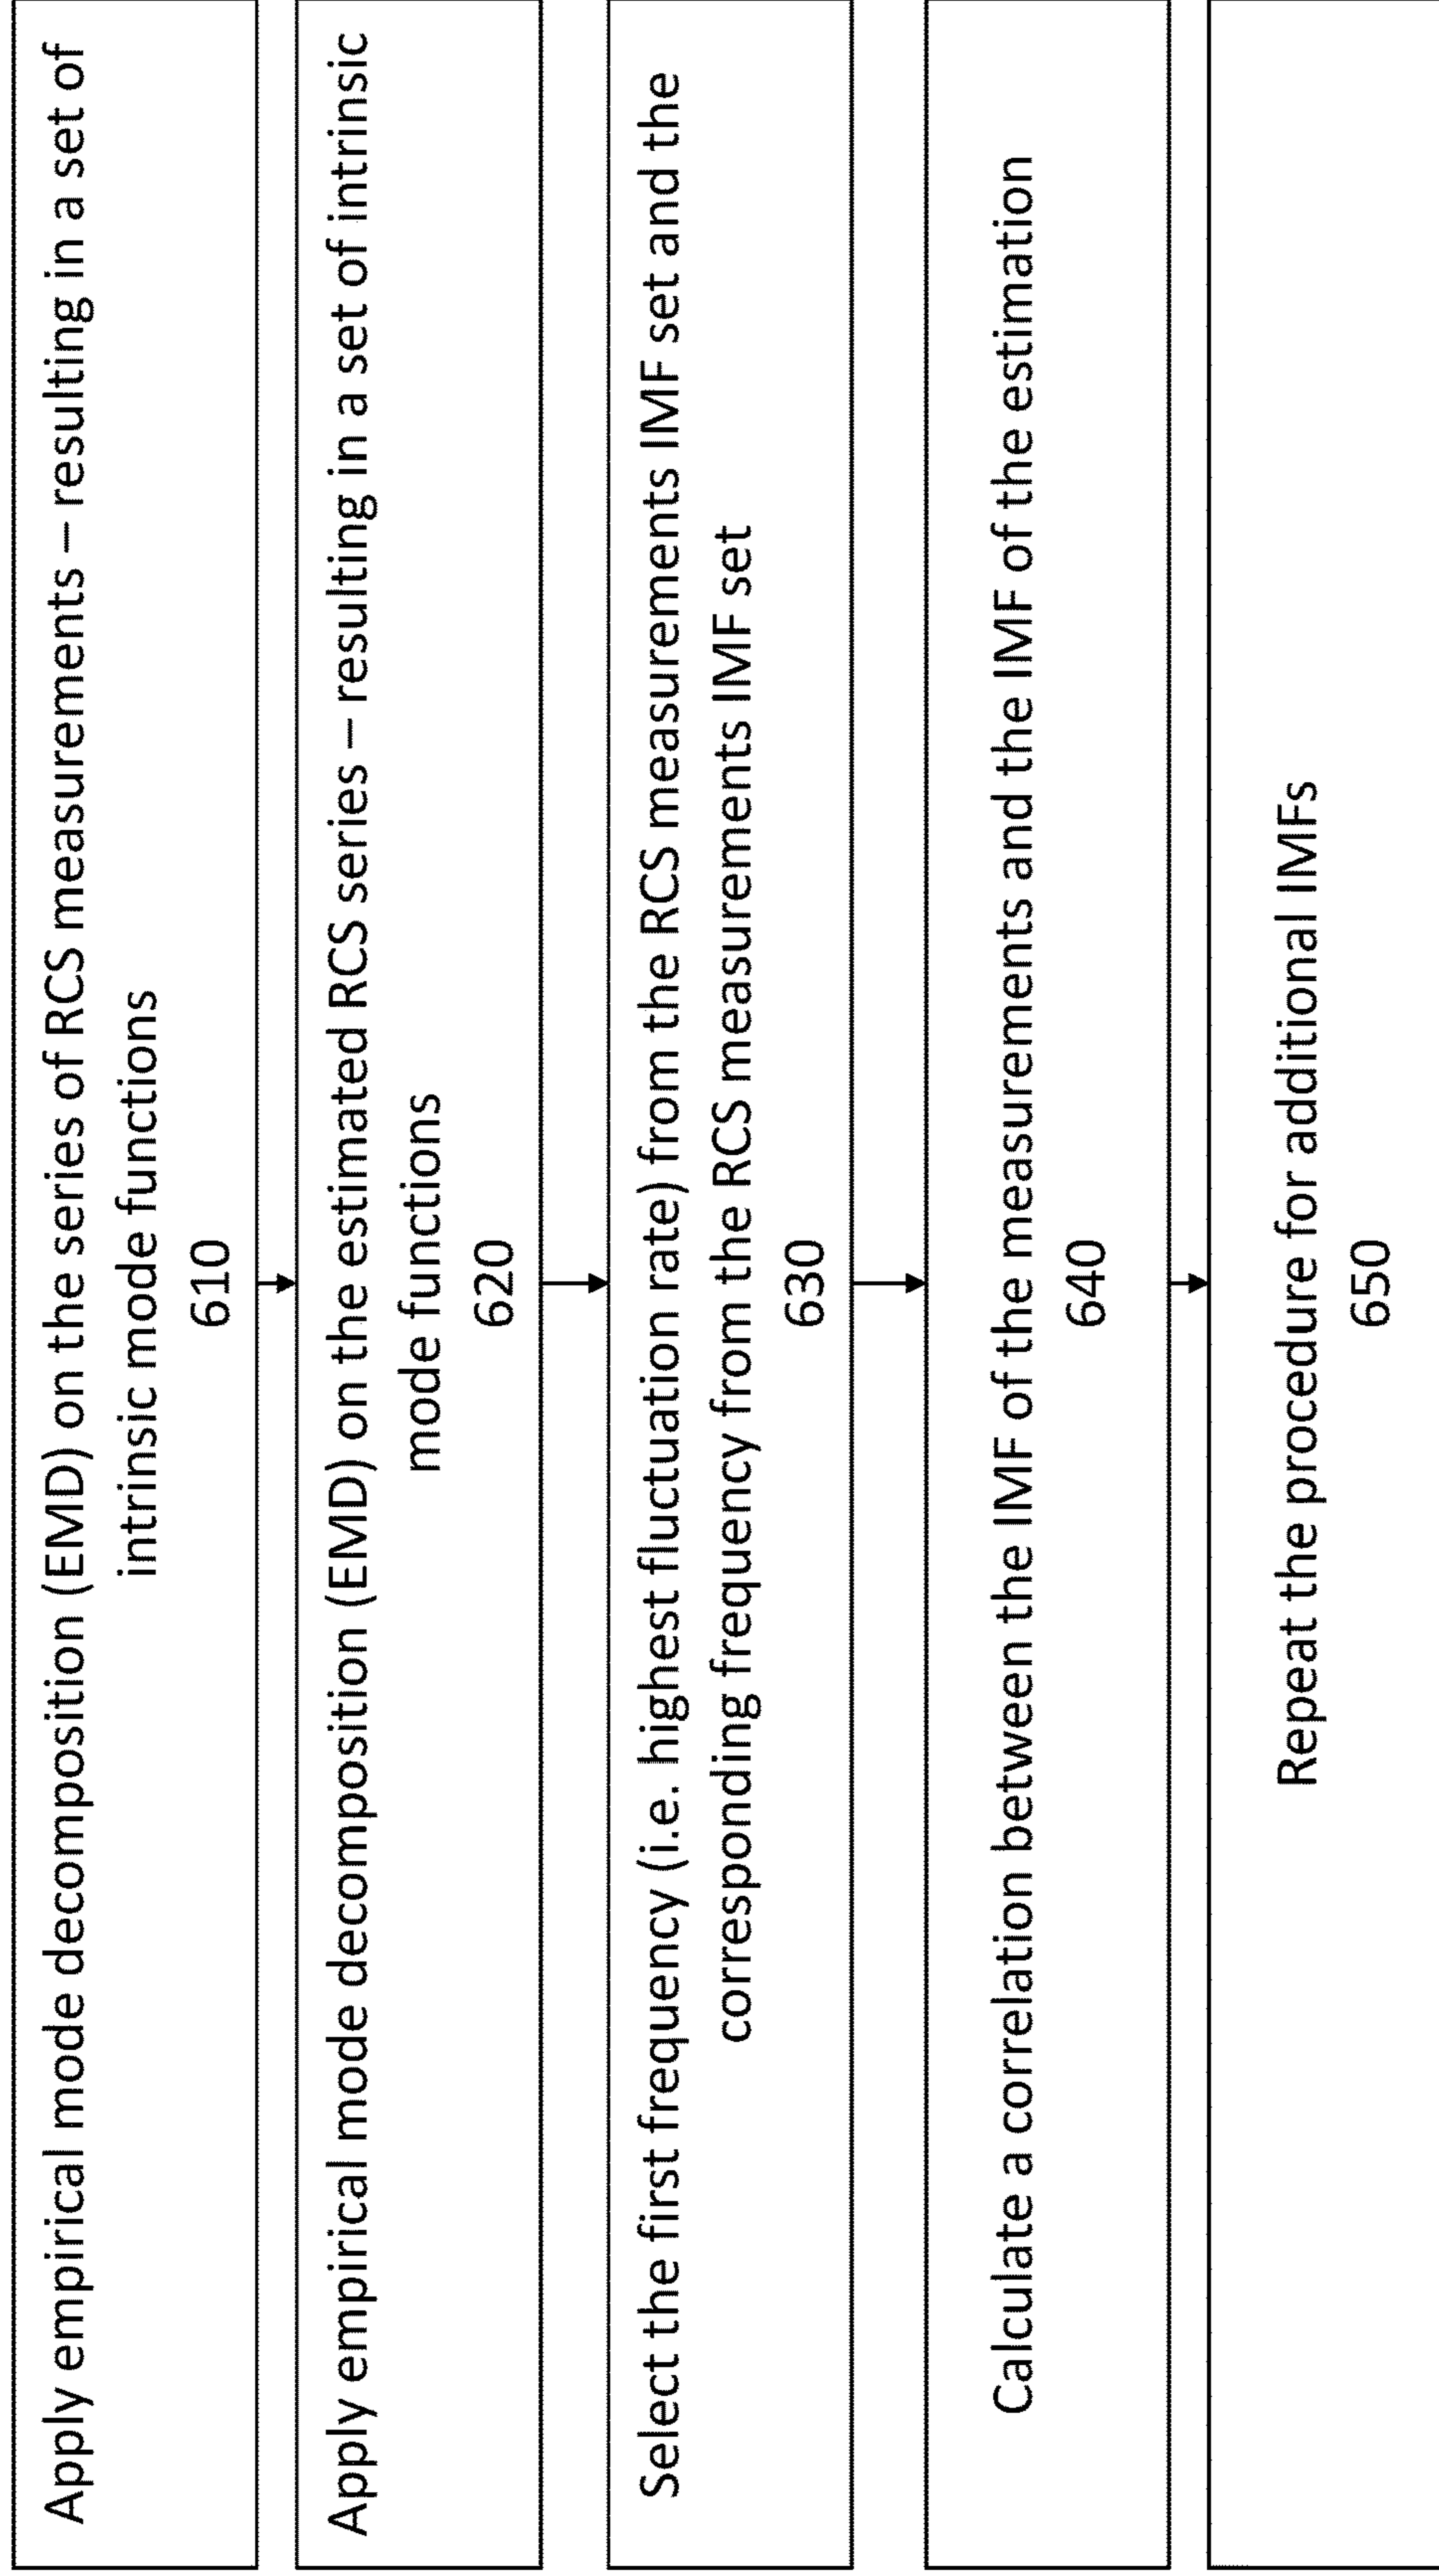 Apply empirical mode decomposition (EMD) on the series of RCS measurements – resulting in a set of
intrinsic mode functions
610
Apply empirical mode decomposition (EMD) on the estimated RCS series – resulting in a set of intrinsic
mode functions
620
Select the first frequency (i.e. highest fluctuation rate) from the RCS measurements IMF set and the
corresponding frequency from the RCS measurements IMF set
630
Calculate a correlation between the IMF of the measurements and the IMF of the estimation
640
Repeat the procedure for additional IMFs
650